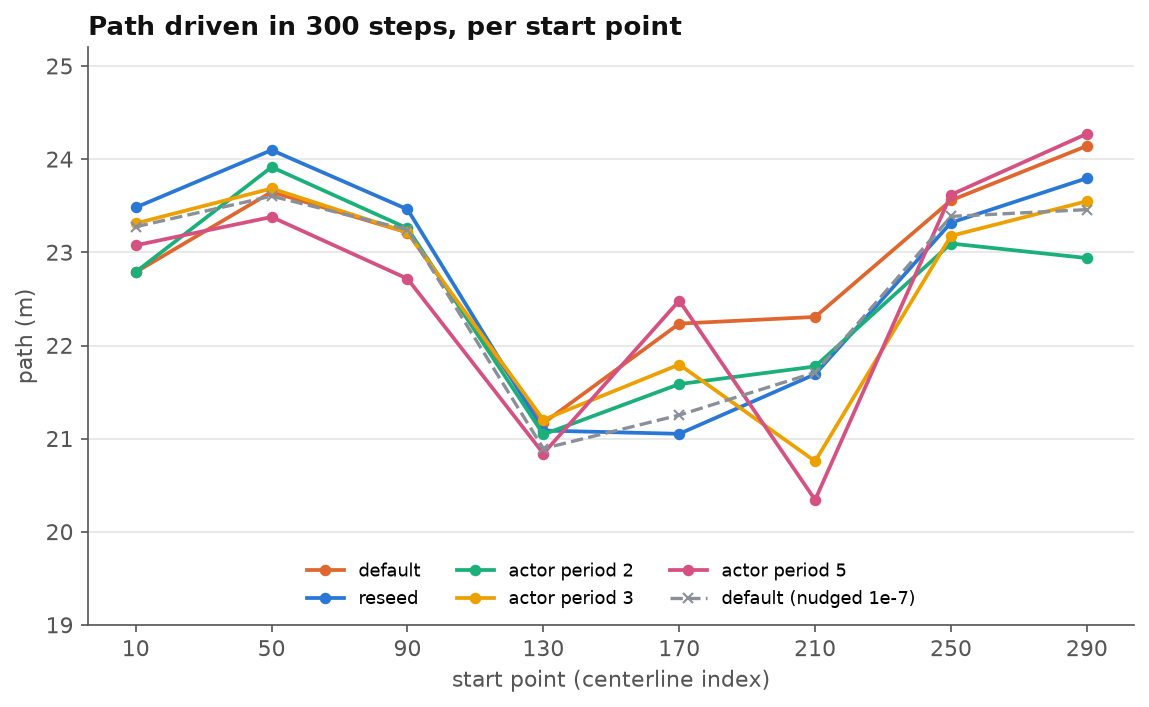 Path driven in 300 steps, per start point
25
24
23
22
21
20
19
path (m)
default
actor period 2
actor period 5
reseed
actor period 3
default (nudged 1e-7)
10 50 90 130 170 210 250 290
start point (centerline index)